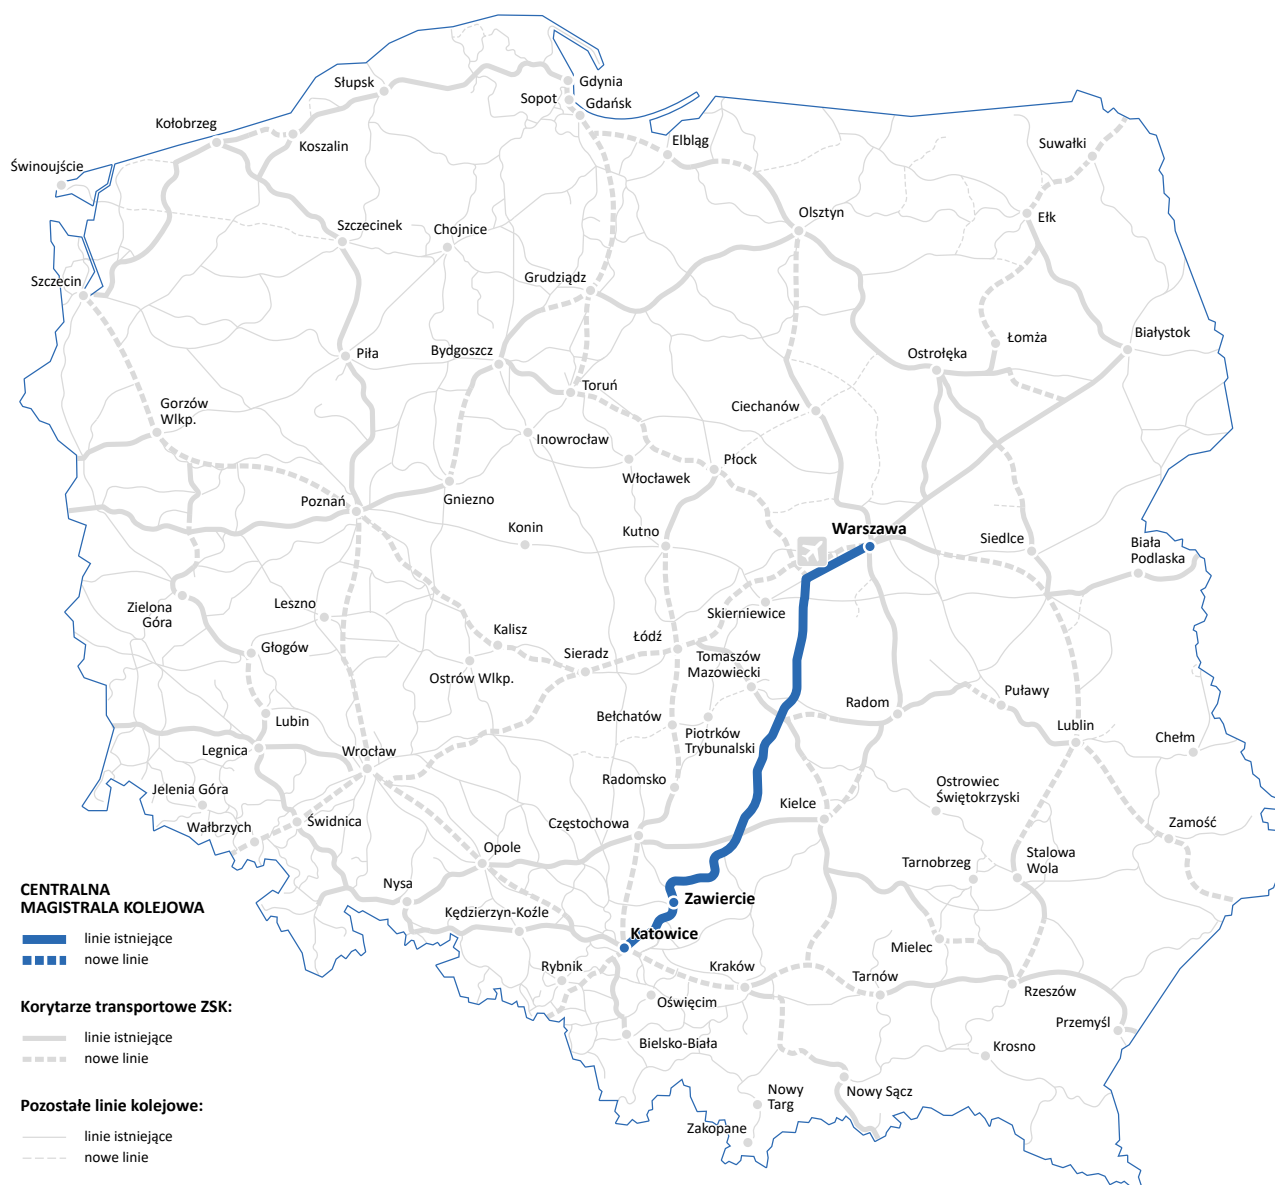 Gdynia
Słupsk
Sopot
Gdańsk
Kołobrzeg
Koszalin
Elbląg
Suwałki
Świnoujście
Olsztyn
Ełk
Szczecinek
Chojnice
Szczecin
Grudziądz
Łomża
Białystok
Piła
Bydgoszcz
Ostrołęka
Toruń
Gorzów
Wlkp.
Ciechanów
Inowrocław
Płock
Włocławek
Poznań
Gniezno
Konin
Kutno
Warszawa
Siedlce
Biała
Podlaska
Zielona
Góra
Leszno
Skierniewice
Kalisz
Łódź
Głogów
Sieradz
Tomaszów
Mazowiecki
Ostrów Wlkp.
Puławy
Radom
Lubin
Bełchatów
Piotrków
Trybunalski
Lublin
Chełm
Legnica
Wrocław
Radomsko
Jelenia Góra
Ostrowiec
Świętokrzyski
Kielce
Wałbrzych
Świdnica
Częstochowa
Zamość
Opole
Stalowa
Wola
Tarnobrzeg
Nysa
Zawiercie
Kędzierzyn-Koźle
Katowice
Mielec
Rybnik
Kraków
Tarnów
Oświęcim
Rzeszów
Przemyśl
Bielsko-Biała
Krosno
Nowy
Targ
Nowy Sącz
Zakopane
CENTRALNA
MAGISTRALA KOLEJOWA
linie istniejące
nowe linie
Korytarze transportowe ZSK:
linie istniejące
nowe linie
Pozostałe linie kolejowe:
linie istniejące
nowe linie